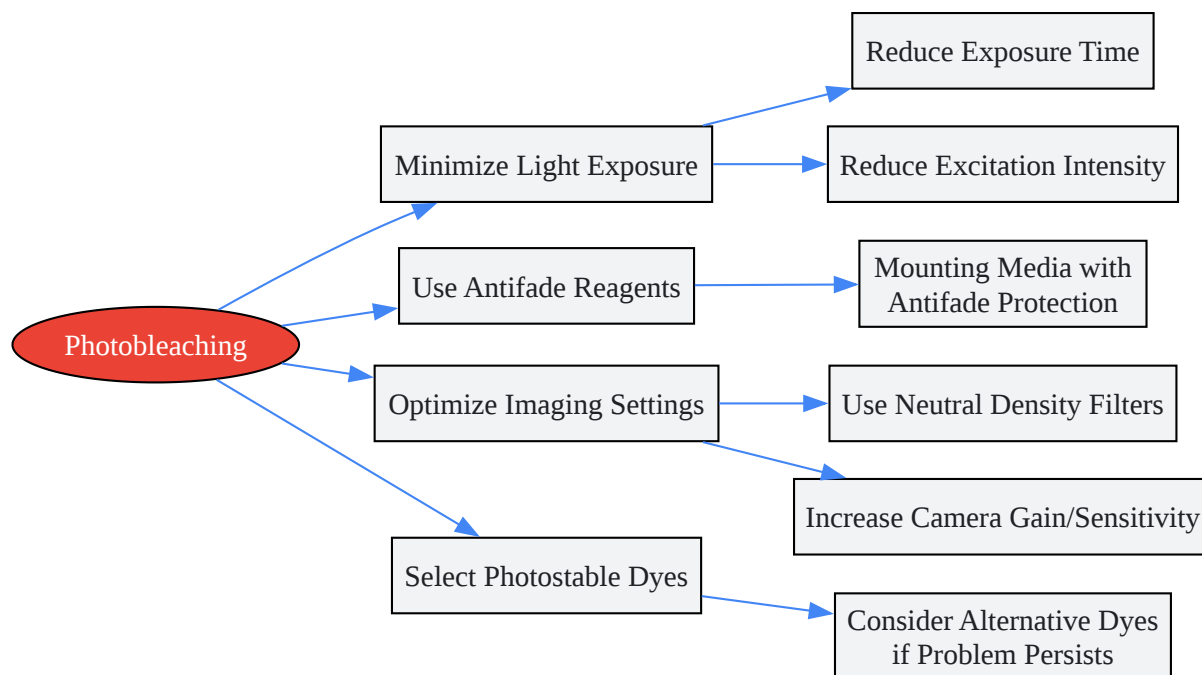 Photobleaching
Minimize Light Exposure
Reduce Exposure Time
Reduce Excitation Intensity
Use Antifade Reagents
Mounting Media with
Antifade Protection
Optimize Imaging Settings
Use Neutral Density Filters
Increase Camera Gain/Sensitivity
Select Photostable Dyes
Consider Alternative Dyes
if Problem Persists